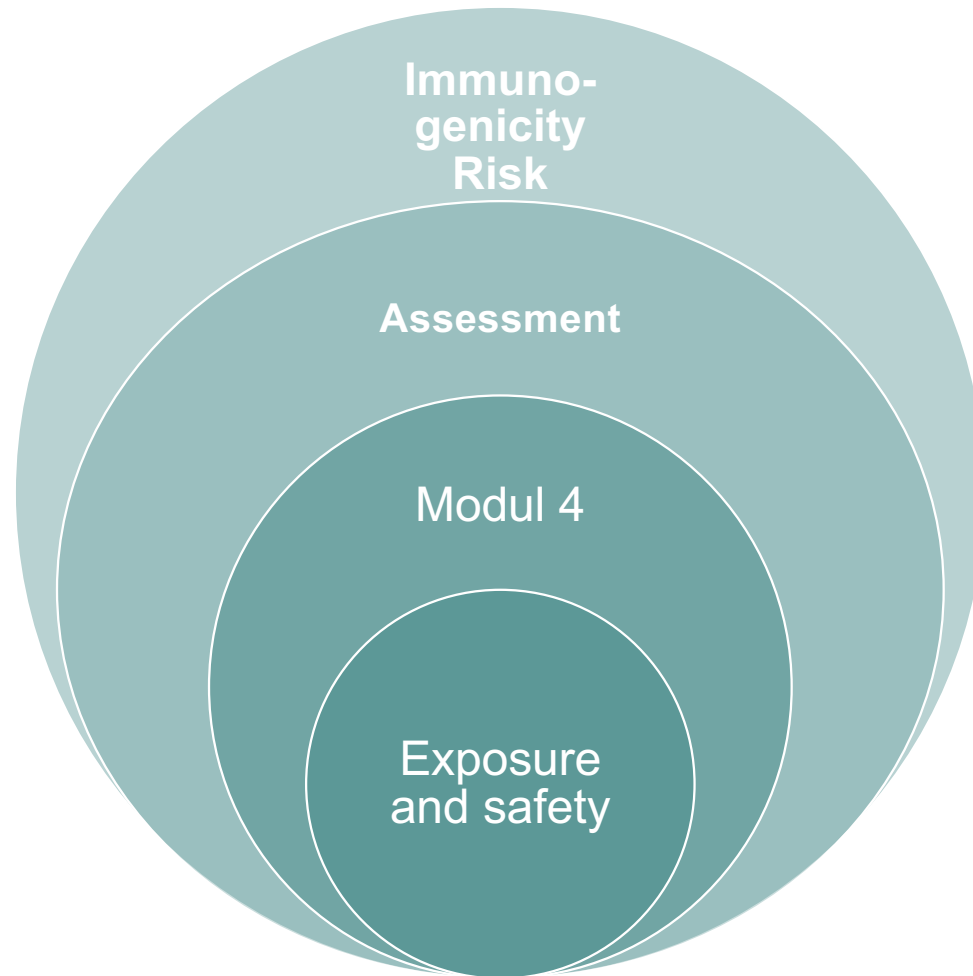 Immuno-
genicity
Risk
Assessment
Modul 4
Exposure
and safety